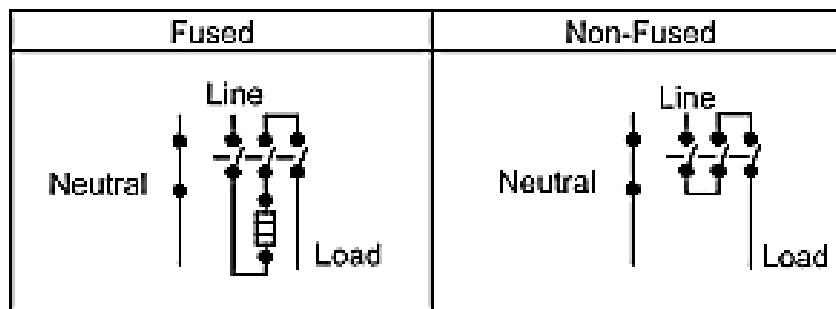 Fused
Non-Fused
Line
Neutral
Load
Line
Neutral
Load